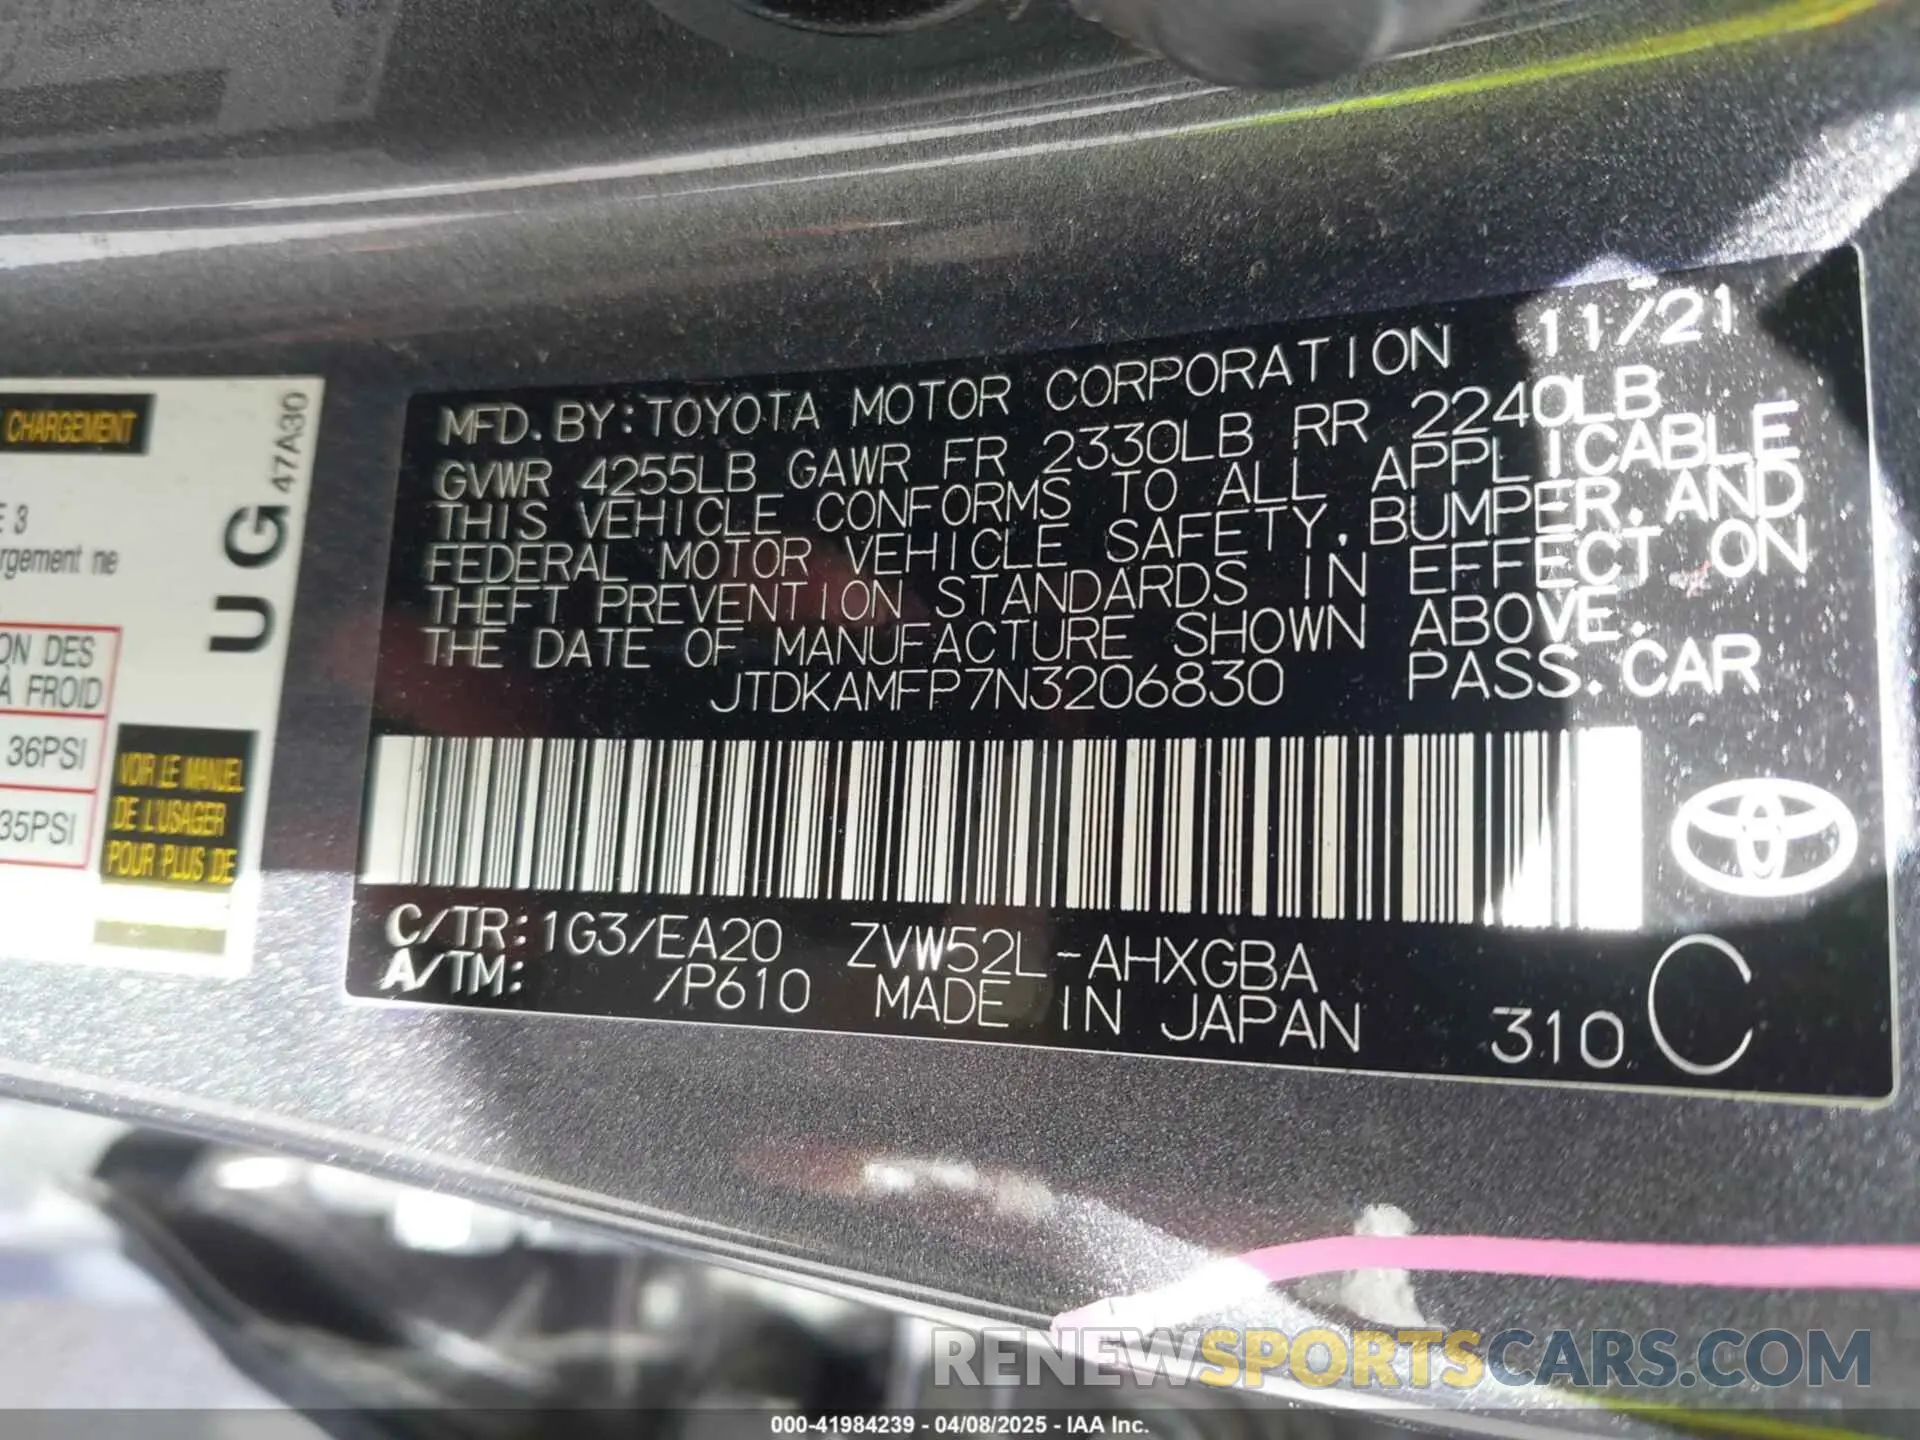 CHARGEMENT
47A30
UG
E 3
rgement ne
ON DES
À FROID
36PSI
35PSI
VOIR LE MANUEL
DE L'USAGER
POUR PLUS DE
11/21
MFD. BY: TOYOTA MOTOR CORPORATION
GVWR 4255LB GAWR FR 2330LB RR 2240LB
THIS VEHICLE CONFORMS TO ALL APPLICABLE
FEDERAL MOTOR VEHICLE SAFETY, BUMPER, AND
THEFT PREVENTION STANDARDS IN EFFECT ON
THE DATE OF MANUFACTURE SHOWN ABOVE.
JTDKAMFP7N3206830 PASS. CAR
C/TR: 1G3/EA20 ZVW52L-AHXGBA
A/TM: /P610 MADE IN JAPAN 310 C
RENEWSPORTSCARS.COM
000-41984239 - 04/08/2025 - IAA Inc.